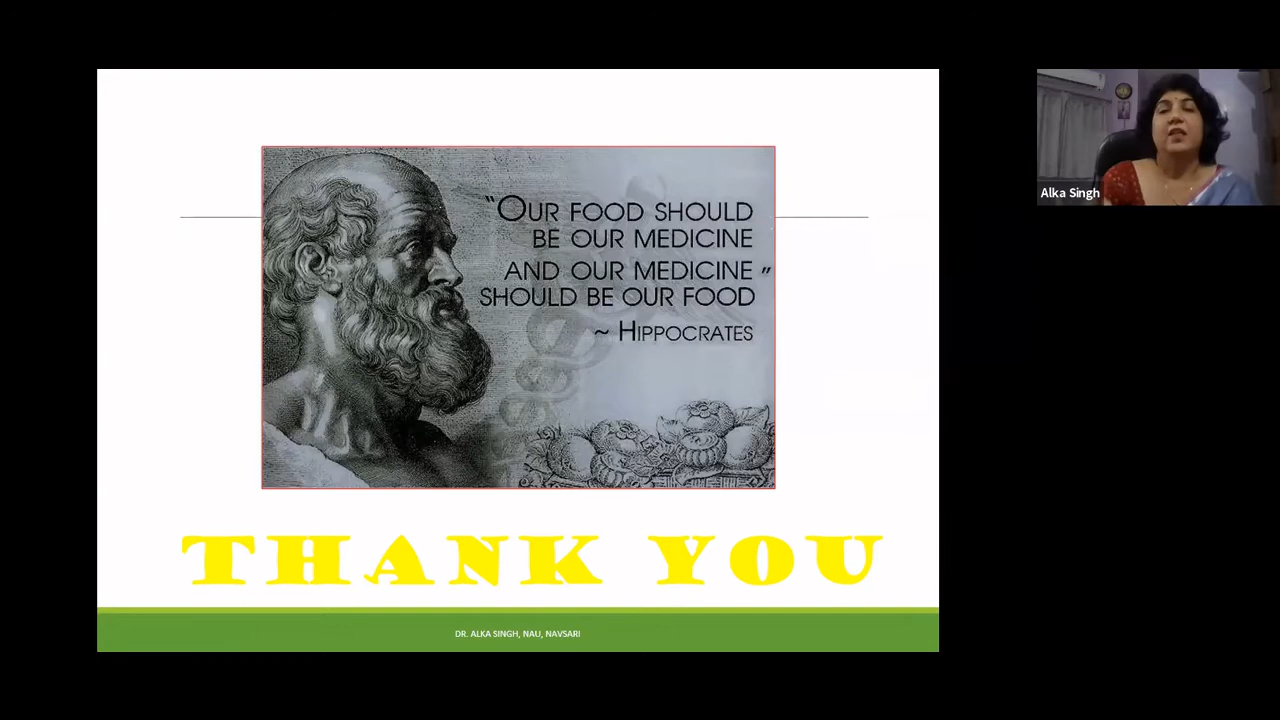 "OUR FOOD SHOULD
BE OUR MEDICINE
AND OUR MEDICINE"
SHOULD BE OUR FOOD
~ HIPPOCRATES
THANK YOU
DR. ALKA SINGH, NAU, NAVSARI
Alka Singh